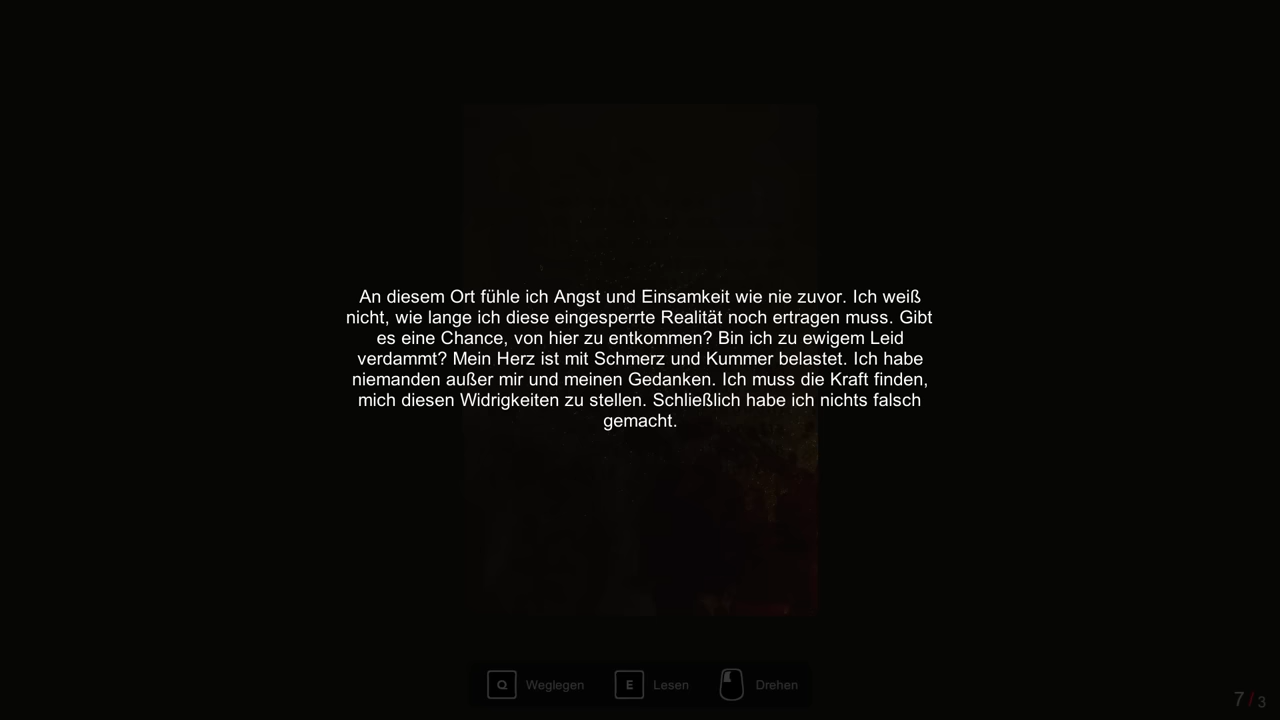 An diesem Ort fühle ich Angst und Einsamkeit wie nie zuvor. Ich weiß
nicht, wie lange ich diese eingesperrte Realität noch ertragen muss. Gibt
es eine Chance, von hier zu entkommen? Bin ich zu ewigem Leid
verdammt? Mein Herz ist mit Schmerz und Kummer belastet. Ich habe
niemanden außer mir und meinen Gedanken. Ich muss die Kraft finden,
mich diesen Widrigkeiten zu stellen. Schließlich habe ich nichts falsch
gemacht.
Q Weglegen E Lesen Drehen
7/3